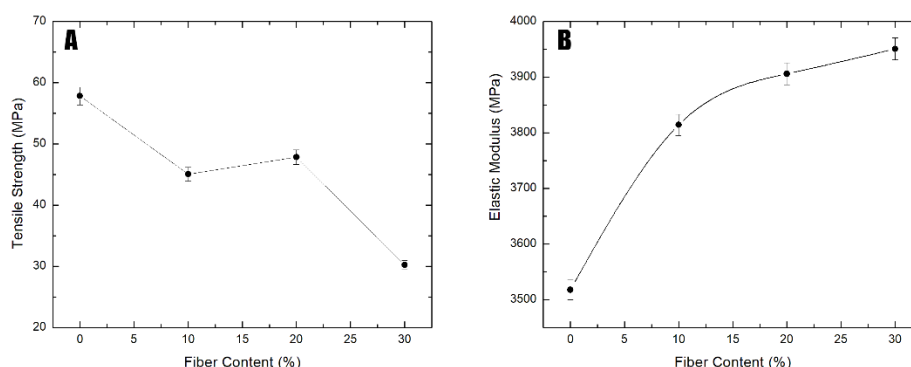 A
Tensile Strength (MPa)
70
60
50
40
30
20
0 5 10 15 20 25 30
Fiber Content (%)
B
Elastic Modulus (MPa)
4000
3900
3800
3700
3600
3500
0 5 10 15 20 25 30
Fiber Content (%)